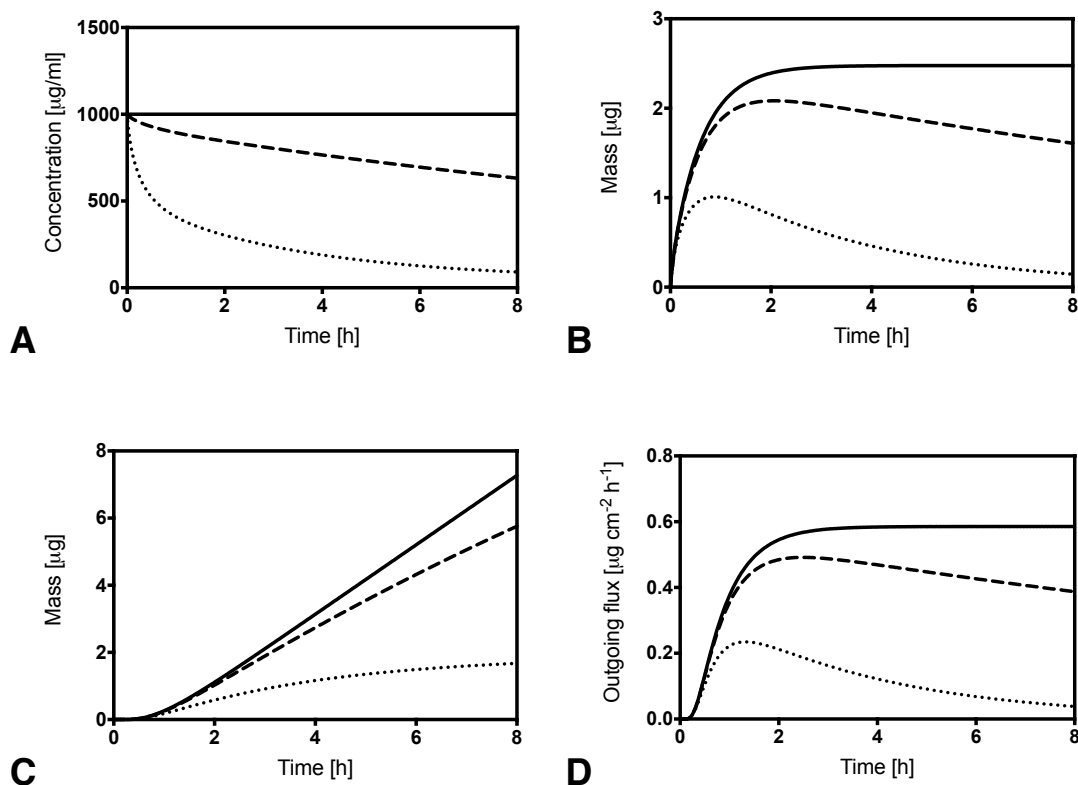 1500
1000
500
0
Concentration [μg/ml]
0 2 4 6 8
Time [h]
A
3
2
1
0
Mass [μg]
0 2 4 6 8
Time [h]
B
8
6
4
2
0
Mass [μg]
0 2 4 6 8
Time [h]
C
0.8
0.6
0.4
0.2
0.0
Outgoing flux [μg cm⁻² h⁻¹]
0 2 4 6 8
Time [h]
D